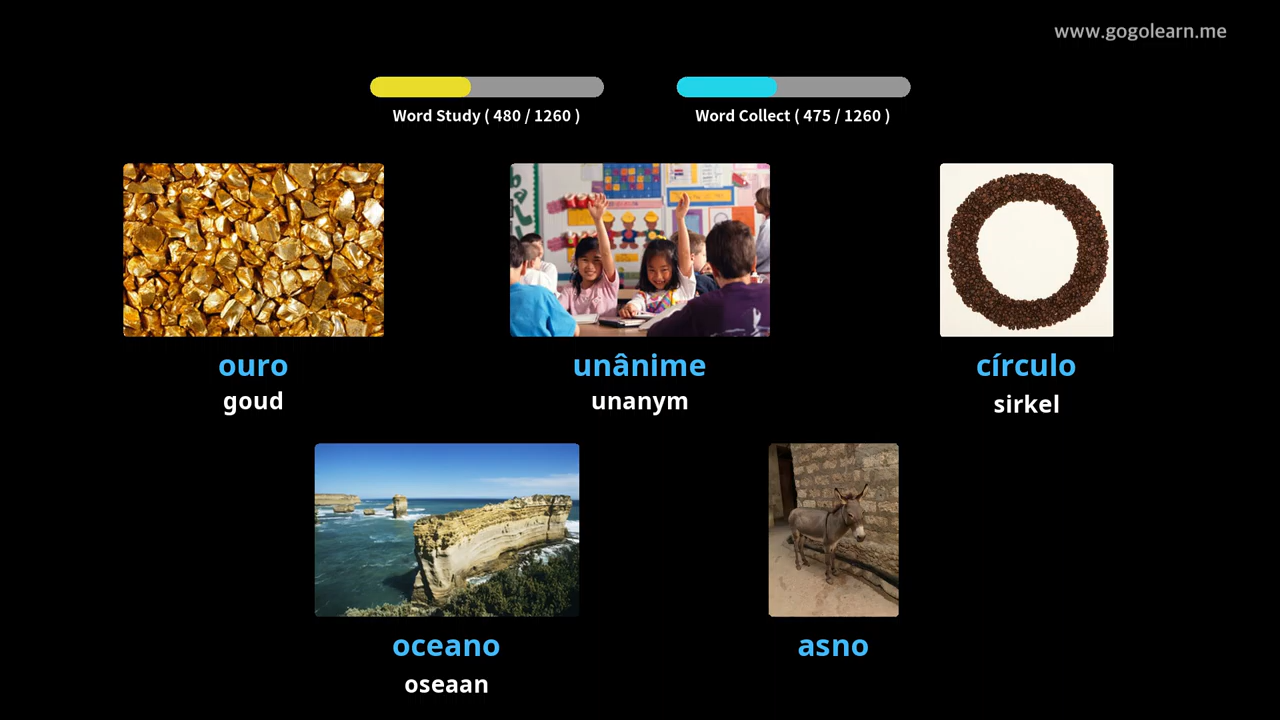 www.gogolearn.me
Word Study ( 480 / 1260 )
Word Collect ( 475 / 1260 )
ouro
goud
unânime
unanym
círculo
sirkel
oceano
oseaan
asno